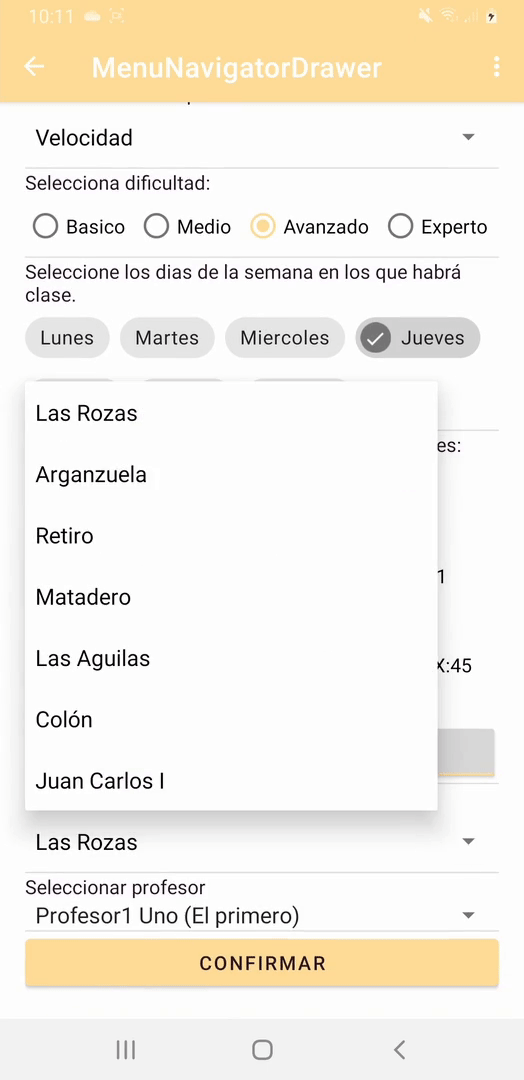 10:11
MenuNavigatorDrawer
Velocidad
Selecciona dificultad:
Basico Medio Avanzado Experto
Seleccione los dias de la semana en los que habrá
clase.
Lunes Martes Miercoles Jueves
Las Rozas
es:
Arganzuela
Retiro
1
Matadero
Las Aguilas
X:45
Colón
Juan Carlos I
Las Rozas
Seleccionar profesor
Profesor1 Uno (El primero)
CONFIRMAR